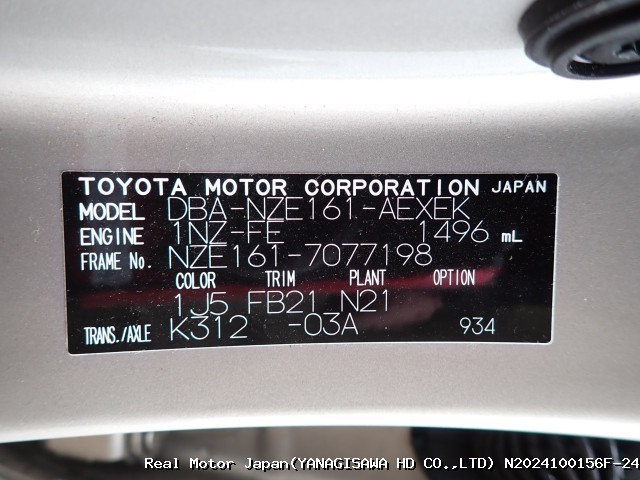 TOYOTA MOTOR CORPORATION JAPAN
MODEL DBA-NZE161-AEXEK
ENGINE 1NZ-FE 1496 mL
FRAME No. NZE161-7077198
COLOR TRIM PLANT OPTION
1J5 FB21 N21
TRANS./AXLE K312 -03A 934
Real Motor Japan(YANAGISAWA HD CO.,LTD) N2024100156F-24